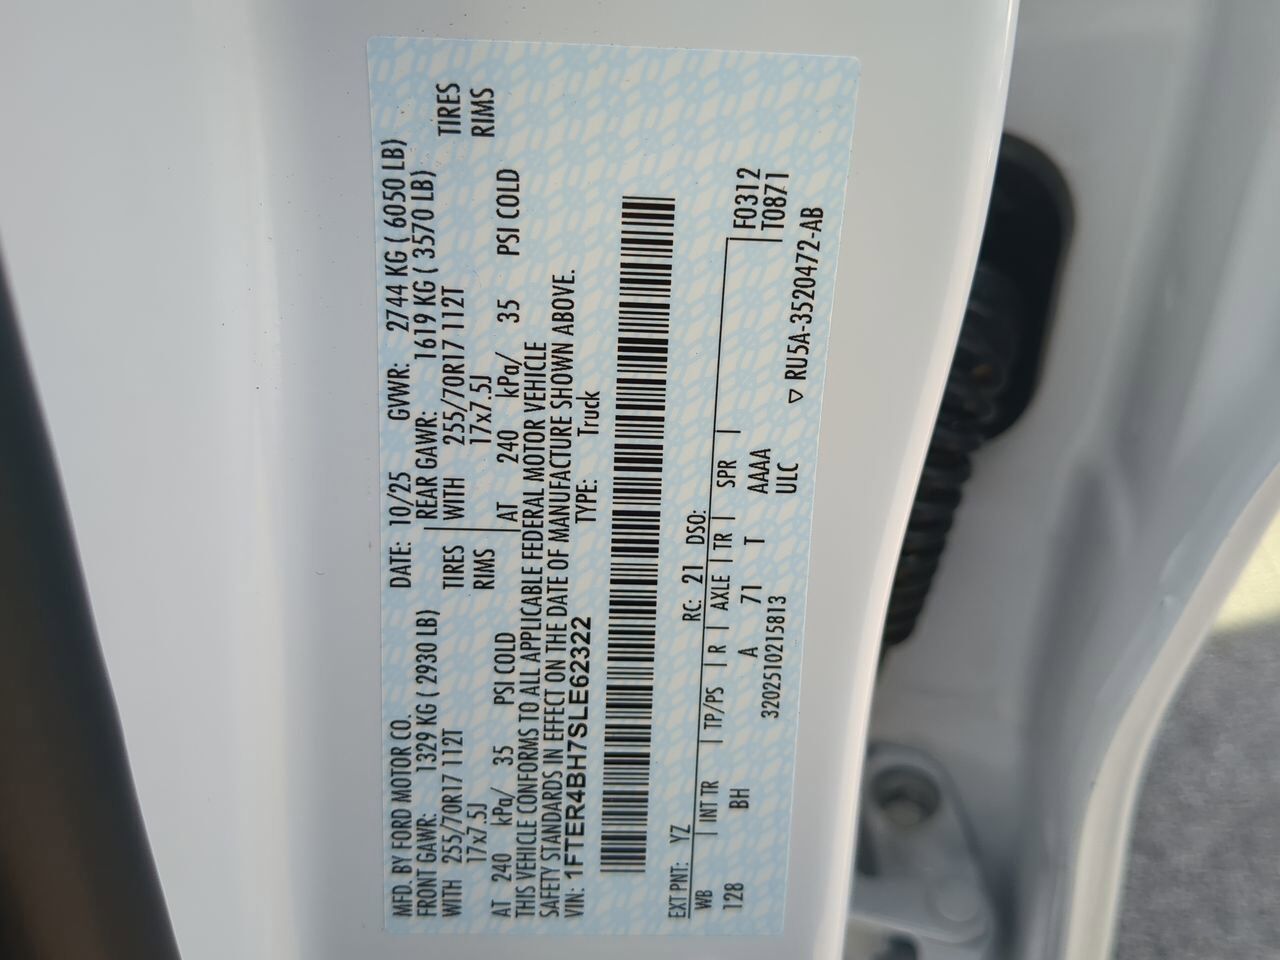 MFD. BY FORD MOTOR CO.
DATE: 10/25 GVWR: 2744 KG ( 6050 LB)
FRONT GAWR: 1329 KG ( 2930 LB) REAR GAWR: 1619 KG ( 3570 LB)
WITH 255/70R17 112T TIRES WITH 255/70R17 112T TIRES
17x7.5J RIMS 17x7.5J RIMS
AT 240 kPa/ 35 PSI COLD AT 240 kPa/ 35 PSI COLD
THIS VEHICLE CONFORMS TO ALL APPLICABLE FEDERAL MOTOR VEHICLE
SAFETY STANDARDS IN EFFECT ON THE DATE OF MANUFACTURE SHOWN ABOVE.
VIN: 1FTER4BH7SLE62322 TYPE: Truck
EXT PNT: YZ RC: 21 DSO:
WB INT TR TP/PS R AXLE TR SPR F0312
128 BH A 71 T AAAA T0871
3202510215813 ULC
▽ RU5A-3520472-AB